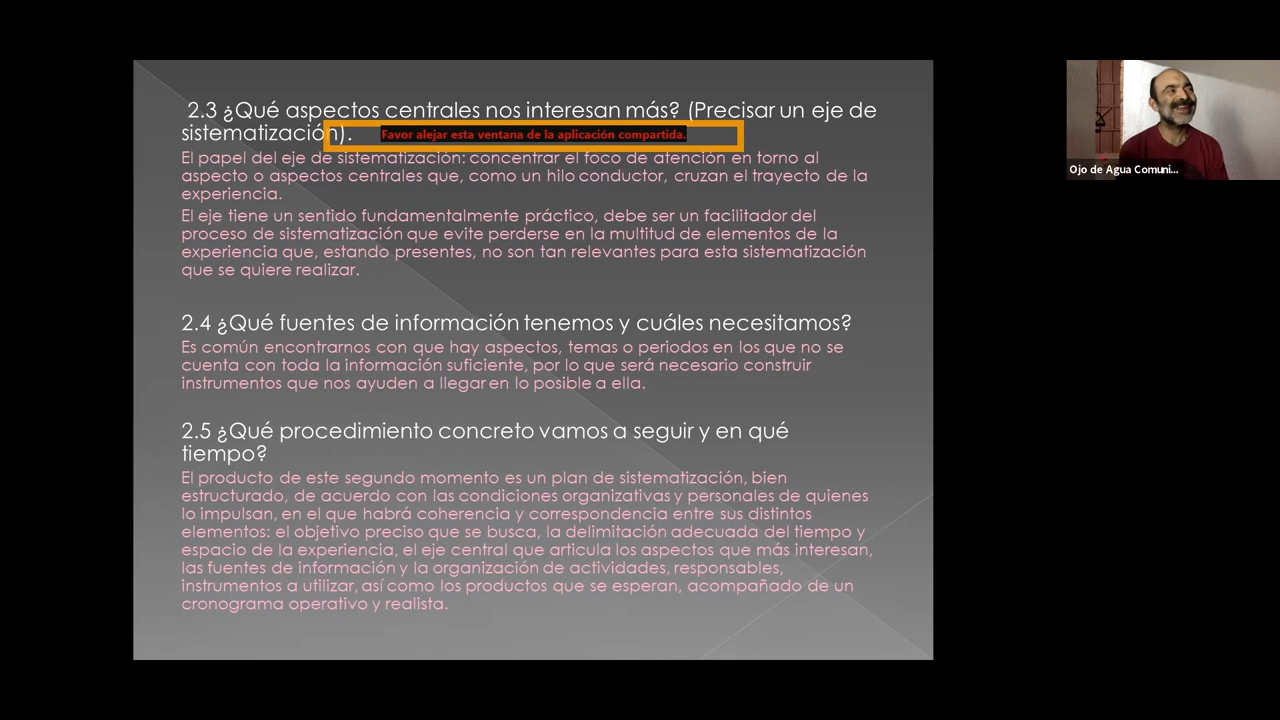 2.3 ¿Qué aspectos centrales nos interesan más? (Precisar un eje de
sistematización).
Favor alejar esta ventana de la aplicación compartida.
El papel del eje de sistematización: concentrar el foco de atención en torno al
aspecto o aspectos centrales que, como un hilo conductor, cruzan el trayecto de la
experiencia.
El eje tiene un sentido fundamentalmente práctico, debe ser un facilitador del
proceso de sistematización que evite perderse en la multitud de elementos de la
experiencia que, estando presentes, no son tan relevantes para esta sistematización
que se quiere realizar.
2.4 ¿Qué fuentes de información tenemos y cuáles necesitamos?
Es común encontrarnos con que hay aspectos, temas o periodos en los que no se
cuenta con toda la información suficiente, por lo que será necesario construir
instrumentos que nos ayuden a llegar en lo posible a ella.
2.5 ¿Qué procedimiento concreto vamos a seguir y en qué
tiempo?
El producto de este segundo momento es un plan de sistematización, bien
estructurado, de acuerdo con las condiciones organizativas y personales de quienes
lo impulsan, en el que habrá coherencia y correspondencia entre sus distintos
elementos: el objetivo preciso que se busca, la delimitación adecuada del tiempo y
espacio de la experiencia, el eje central que articula los aspectos que más interesan,
las fuentes de información y la organización de actividades, responsables,
instrumentos a utilizar, así como los productos que se esperan, acompañado de un
cronograma operativo y realista.
Ojo de Agua Comuni...